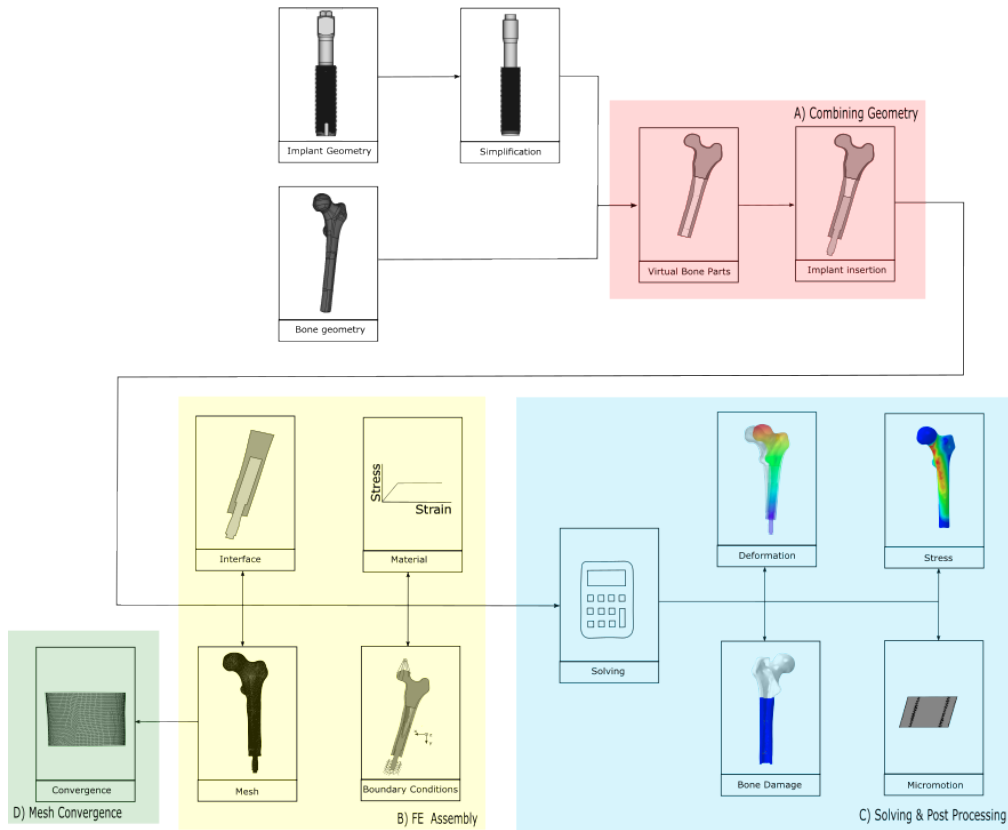 A) Combining Geometry
Implant Geometry
Simplification
Virtual Bone Parts
Implant insertion
Bone geometry
Stress
Strain
Interface
Material
Deformation
Stress
Solving
Convergence
Mesh
Boundary Conditions
Bone Damage
Micromotion
D) Mesh Convergence
B) FE Assembly
C) Solving & Post Processing